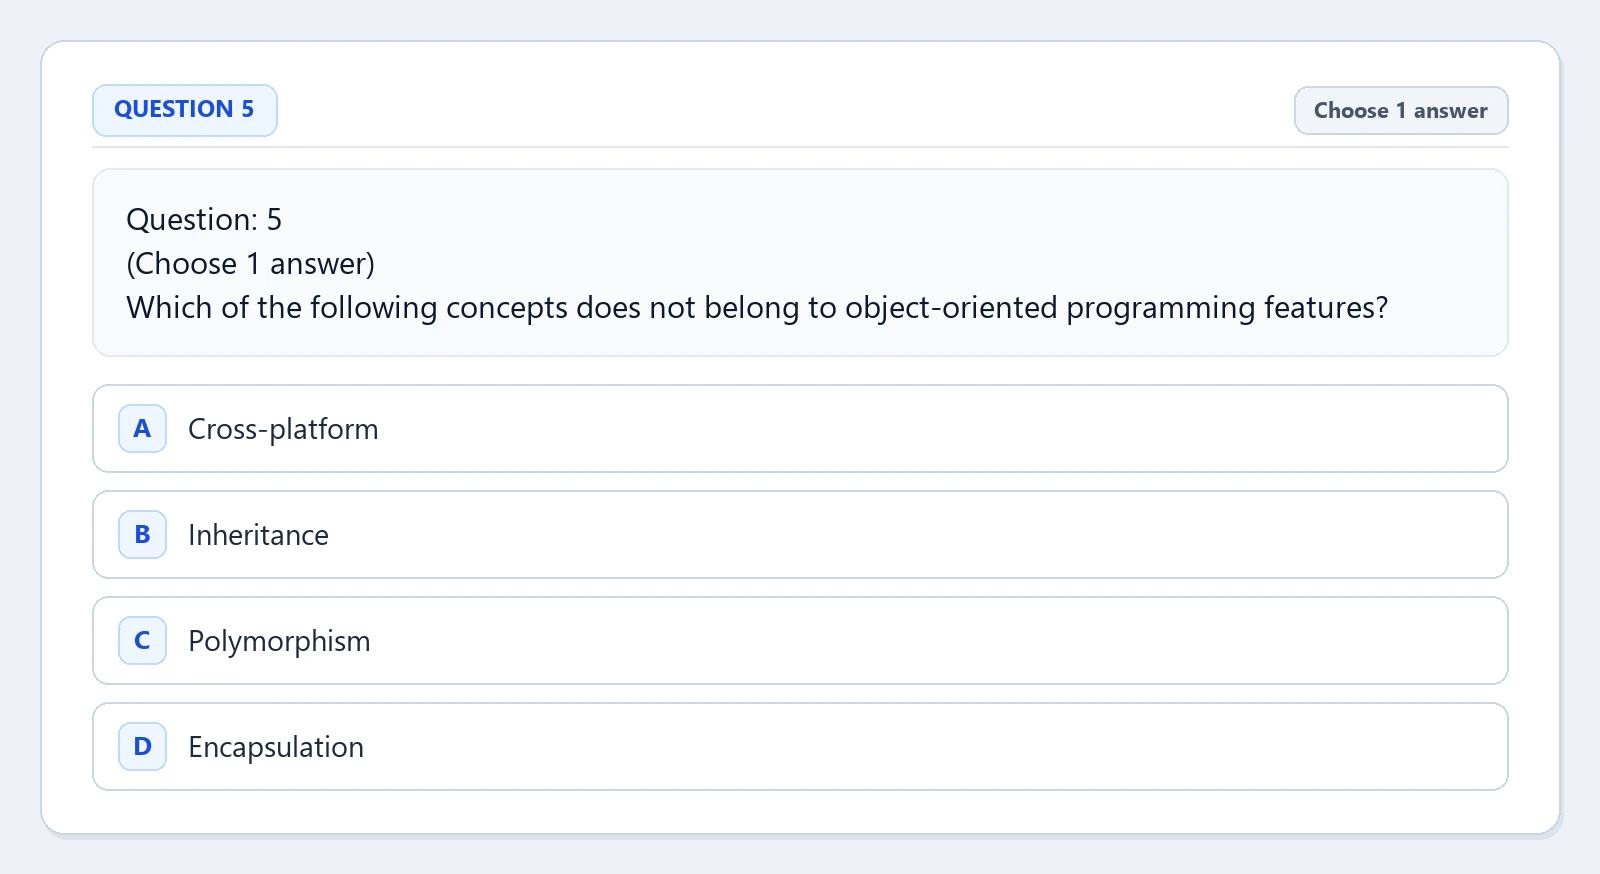 QUESTION 5
Choose 1 answer
Question: 5
(Choose 1 answer)
Which of the following concepts does not belong to object-oriented programming features?
A Cross-platform
B Inheritance
C Polymorphism
D Encapsulation